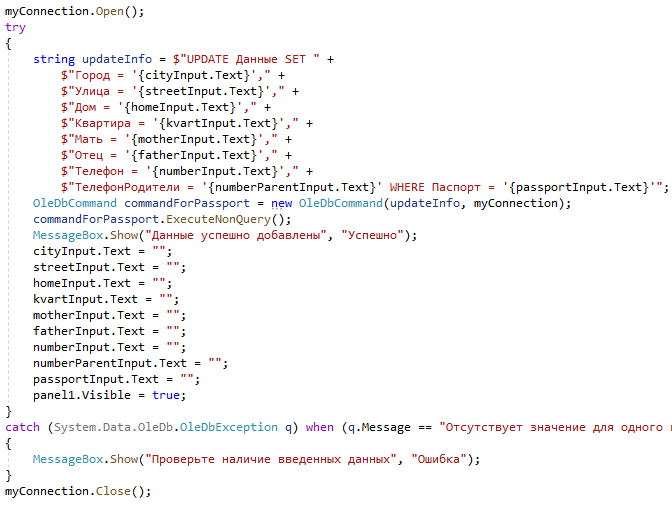 myConnection.Open();
try
{
string updateInfo = $"UPDATE Данные SET " +
$"Город = '{cityInput.Text}'," +
$"Улица = '{streetInput.Text}'," +
$"Дом = '{homeInput.Text}'," +
$"Квартира = '{kvartInput.Text}'," +
$"Мать = '{motherInput.Text}'," +
$"Отец = '{fatherInput.Text}'," +
$"Телефон = '{numberInput.Text}'," +
$"ТелефонРодители = '{numberParentInput.Text}' WHERE Паспорт = '{passportInput.Text}'";
OleDbCommand commandForPassport = new OleDbCommand(updateInfo, myConnection);
commandForPassport.ExecuteNonQuery();
MessageBox.Show("Данные успешно добавлены", "Успешно");
cityInput.Text = "";
streetInput.Text = "";
homeInput.Text = "";
kvartInput.Text = "";
motherInput.Text = "";
fatherInput.Text = "";
numberInput.Text = "";
numberParentInput.Text = "";
passportInput.Text = "";
panel1.Visible = true;
}
catch (System.Data.OleDb.OleDbException q) when (q.Message == "Отсутствует значение для одного
{
MessageBox.Show("Проверьте наличие введенных данных", "Ошибка");
}
myConnection.Close();